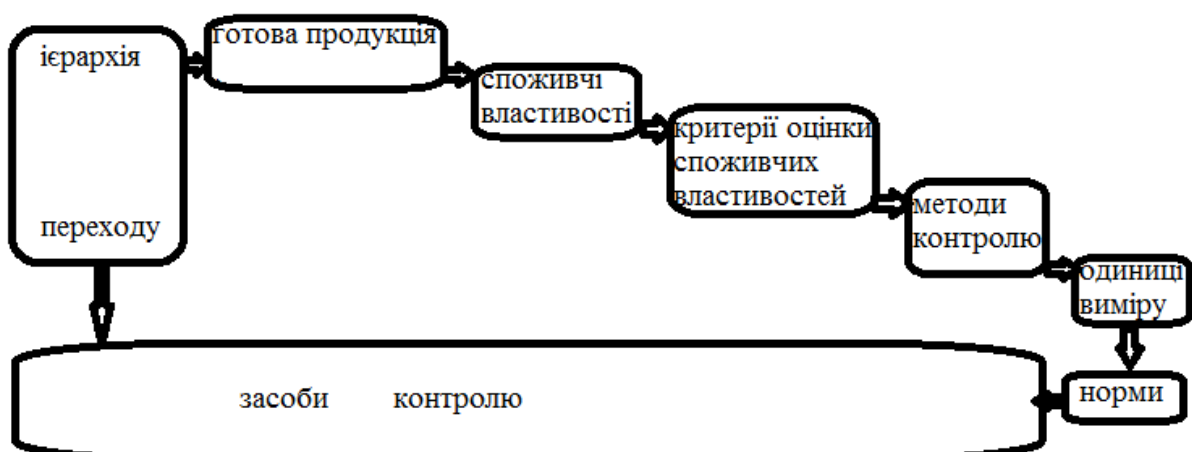 ієрархія
переходу
готова продукція
споживчі
властивості
критерії оцінки
споживчих
властивостей
методи
контролю
одиниці
виміру
норми
засоби контролю